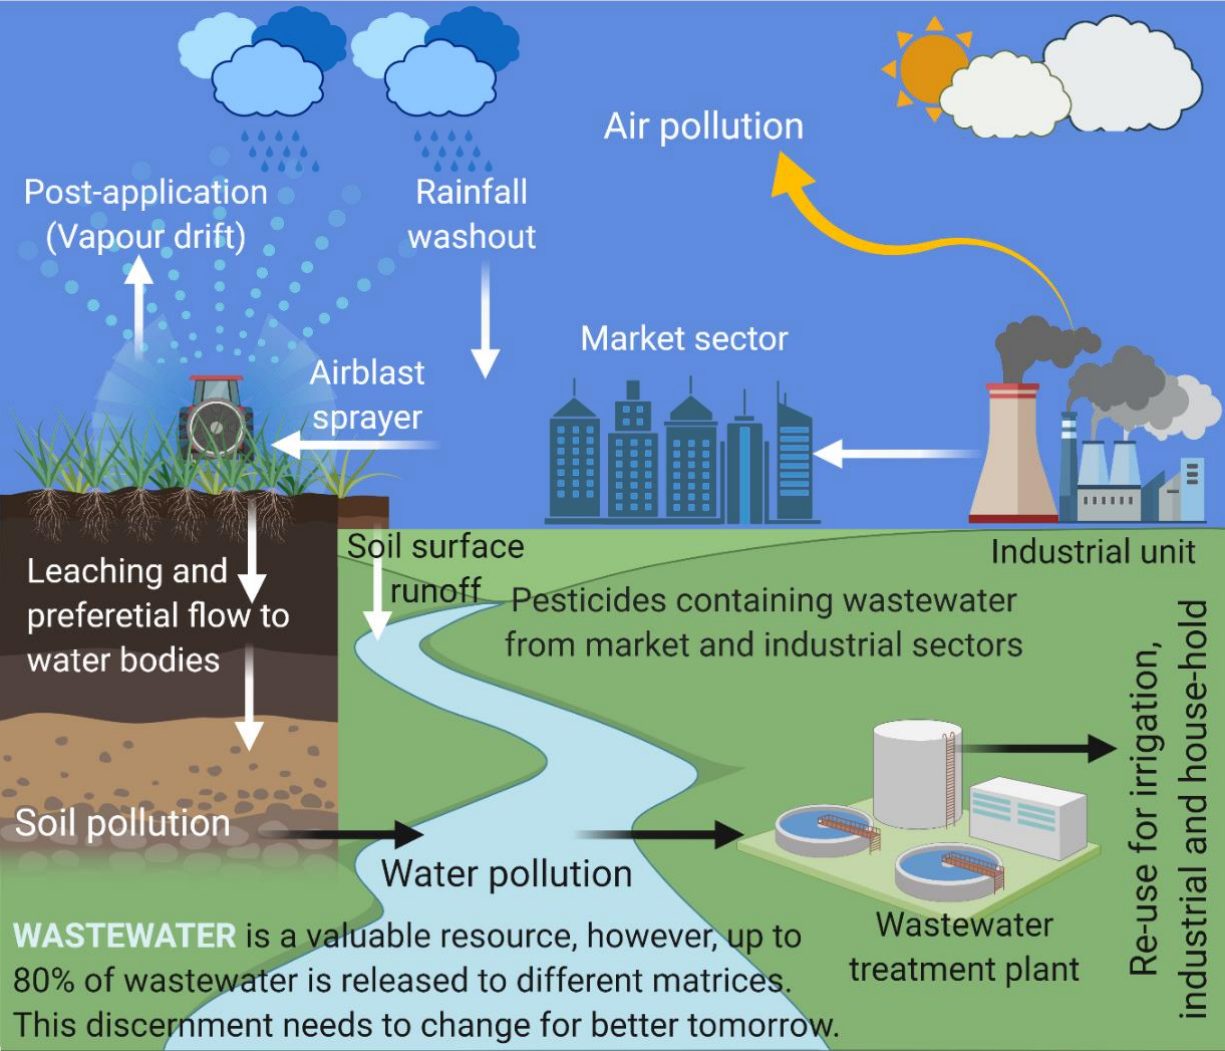 Air pollution
Post-application
(Vapour drift)
Rainfall
washout
Market sector
Airblast
sprayer
Industrial unit
Soil surface
runoff
Leaching and
preferetial flow to
water bodies
Pesticides containing wastewater
from market and industrial sectors
Re-use for irrigation,
industrial and house-hold
Soil pollution
Water pollution
Wastewater
treatment plant
WASTEWATER is a valuable resource, however, up to
80% of wastewater is released to different matrices.
This discernment needs to change for better tomorrow.